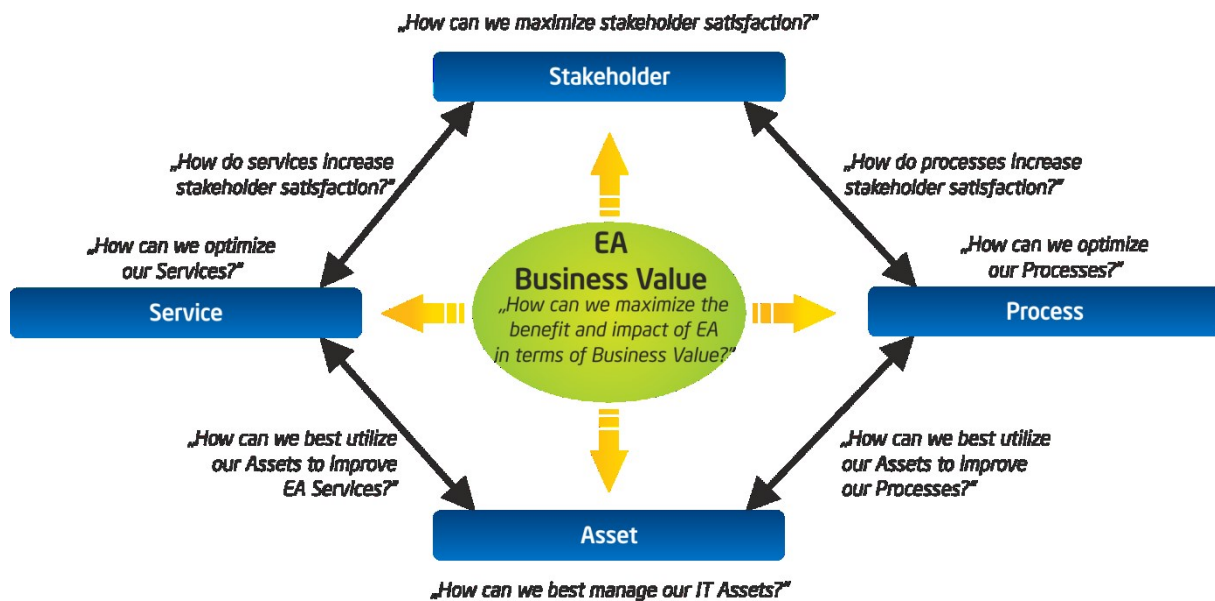 „How can we maximize stakeholder satisfaction?"
Stakeholder
„How do services increase
stakeholder satisfaction?"
„How do processes increase
stakeholder satisfaction?"
„How can we optimize
our Services?"
Service
EA
Business Value
„How can we maximize the
benefit and impact of EA
in terms of Business Value?"
„How can we optimize
our Processes?"
Process
„How can we best utilize
our Assets to improve
EA Services?"
„How can we best utilize
our Assets to improve
our Processes?"
Asset
„How can we best manage our IT Assets?"